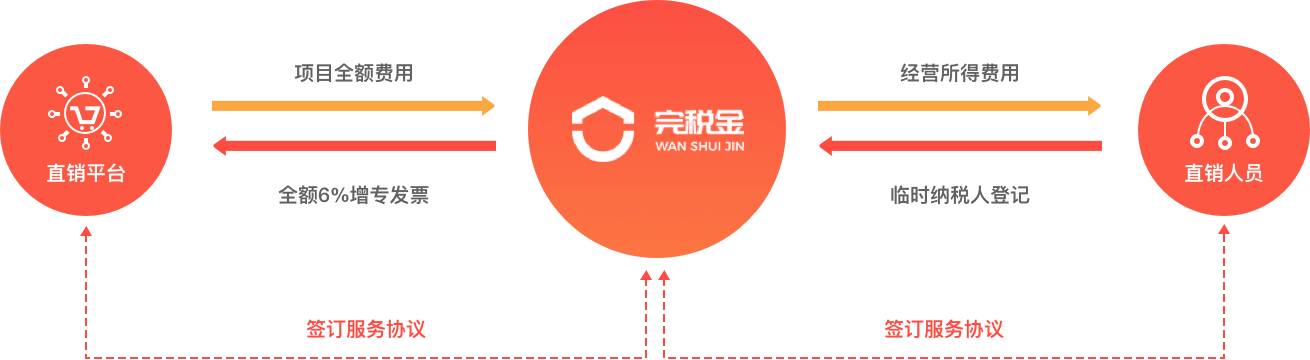 项目全额费用
经营所得费用
完税金
WAN SHUI JIN
直销平台
直销人员
全额6%增专发票
临时纳税人登记
签订服务协议
签订服务协议